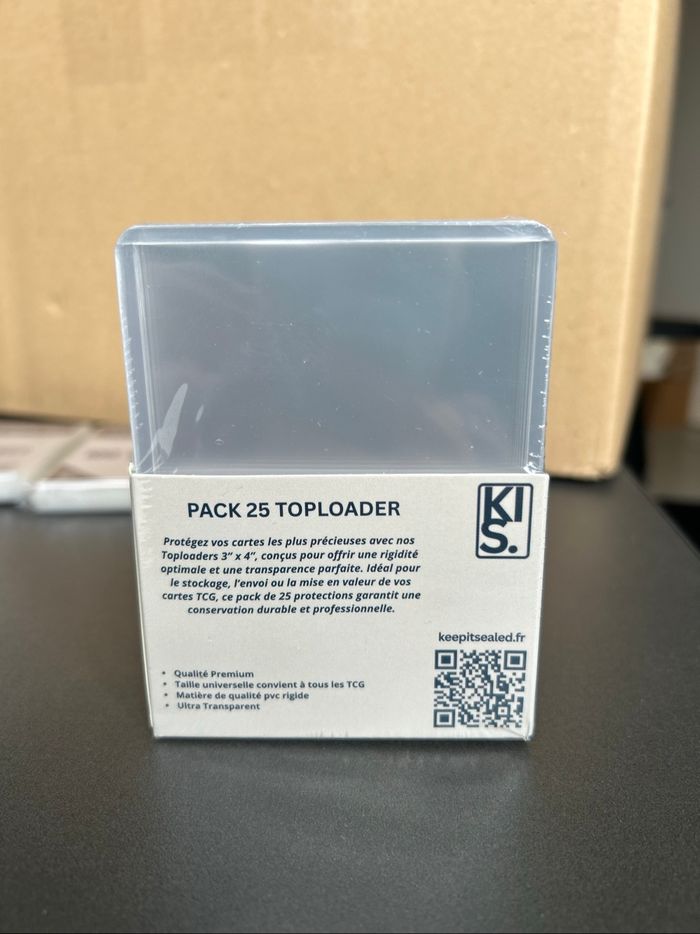 PACK 25 TOPLOADER
KI
S.
Protégez vos cartes les plus précieuses avec nos
Toploaders 3” x 4”, conçus pour offrir une rigidité
optimale et une transparence parfaite. Idéal pour
le stockage, l’envoi ou la mise en valeur de vos
cartes TCG, ce pack de 25 protections garantit une
conservation durable et professionnelle.
keepitsealed.fr
• Qualité Premium
• Taille universelle convient à tous les TCG
• Matière de qualité pvc rigide
• Ultra Transparent